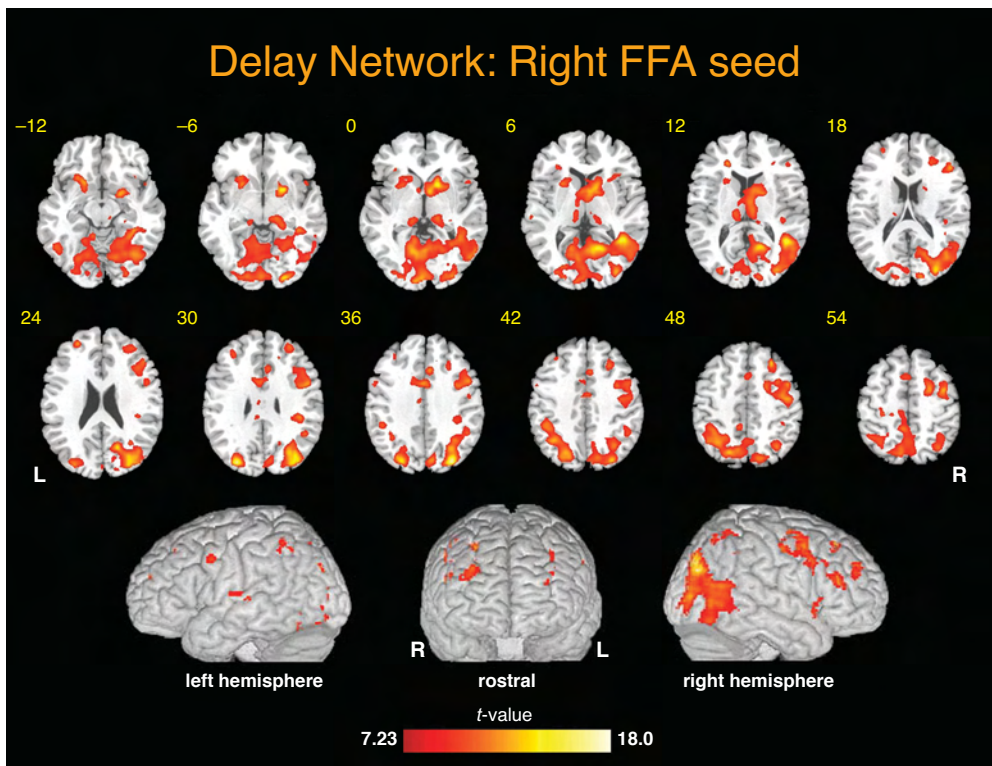 Delay Network: Right FFA seed
–12 –6 0 6 12 18
24 30 36 42 48 54
L R
R L
left hemisphere rostral right hemisphere
t-value
7.23 18.0